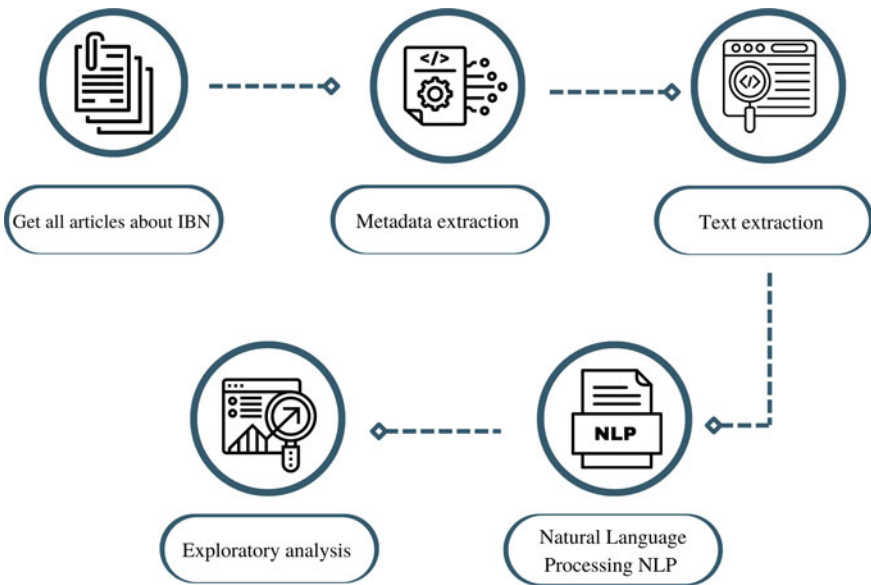 </>
</>
Get all articles about IBN
Metadata extraction
Text extraction
NLP
Exploratory analysis
Natural Language
Processing NLP